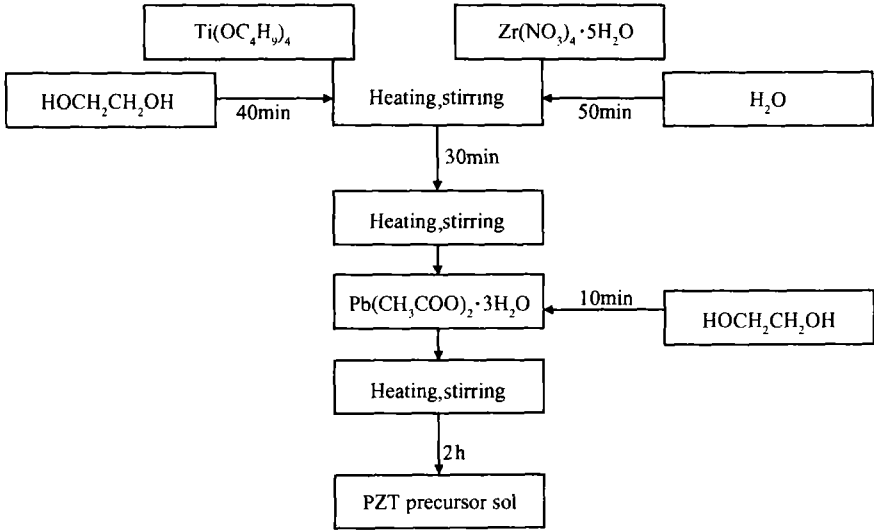 Ti(OC₄H₉)₄
Zr(NO₃)₄·5H₂O
HOCH₂CH₂OH
40min
Heating,stirring
50min
H₂O
30min
Heating,stirring
Pb(CH₃COO)₂·3H₂O
10min
HOCH₂CH₂OH
Heating,stirring
2h
PZT precursor sol